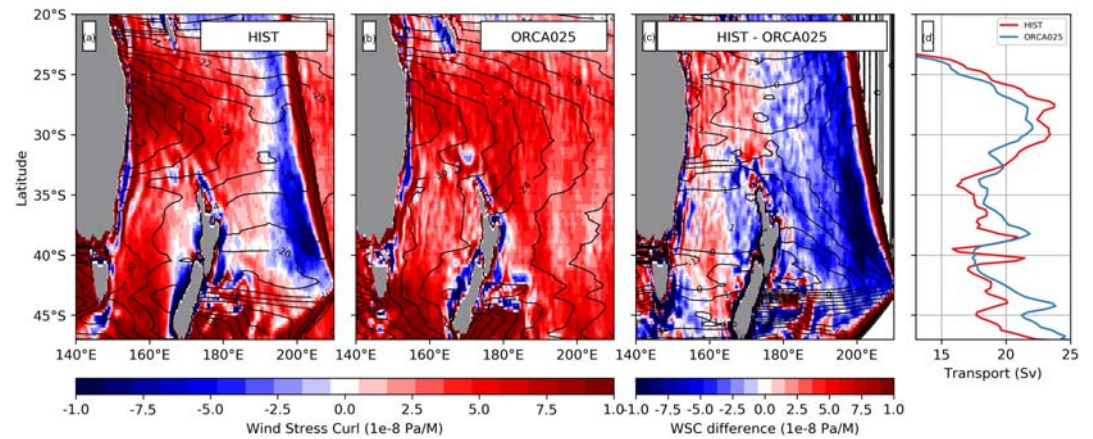 (a) HIST
(b) ORCA025
(c) HIST - ORCA025
(d) HIST
ORCA025
20°S
25°S
30°S
35°S
40°S
45°S
Latitude
140°E 160°E 180° 200°E
140°E 160°E 180° 200°E
140°E 160°E 180° 200°E
15 20 25
Transport (Sv)
-1.0 -7.5 -5.0 -2.5 0.0 2.5 5.0 7.5 1.0
Wind Stress Curl (1e-8 Pa/M)
-1.0 -7.5 -5.0 -2.5 0.0 2.5 5.0 7.5 1.0
WSC difference (1e-8 Pa/M)